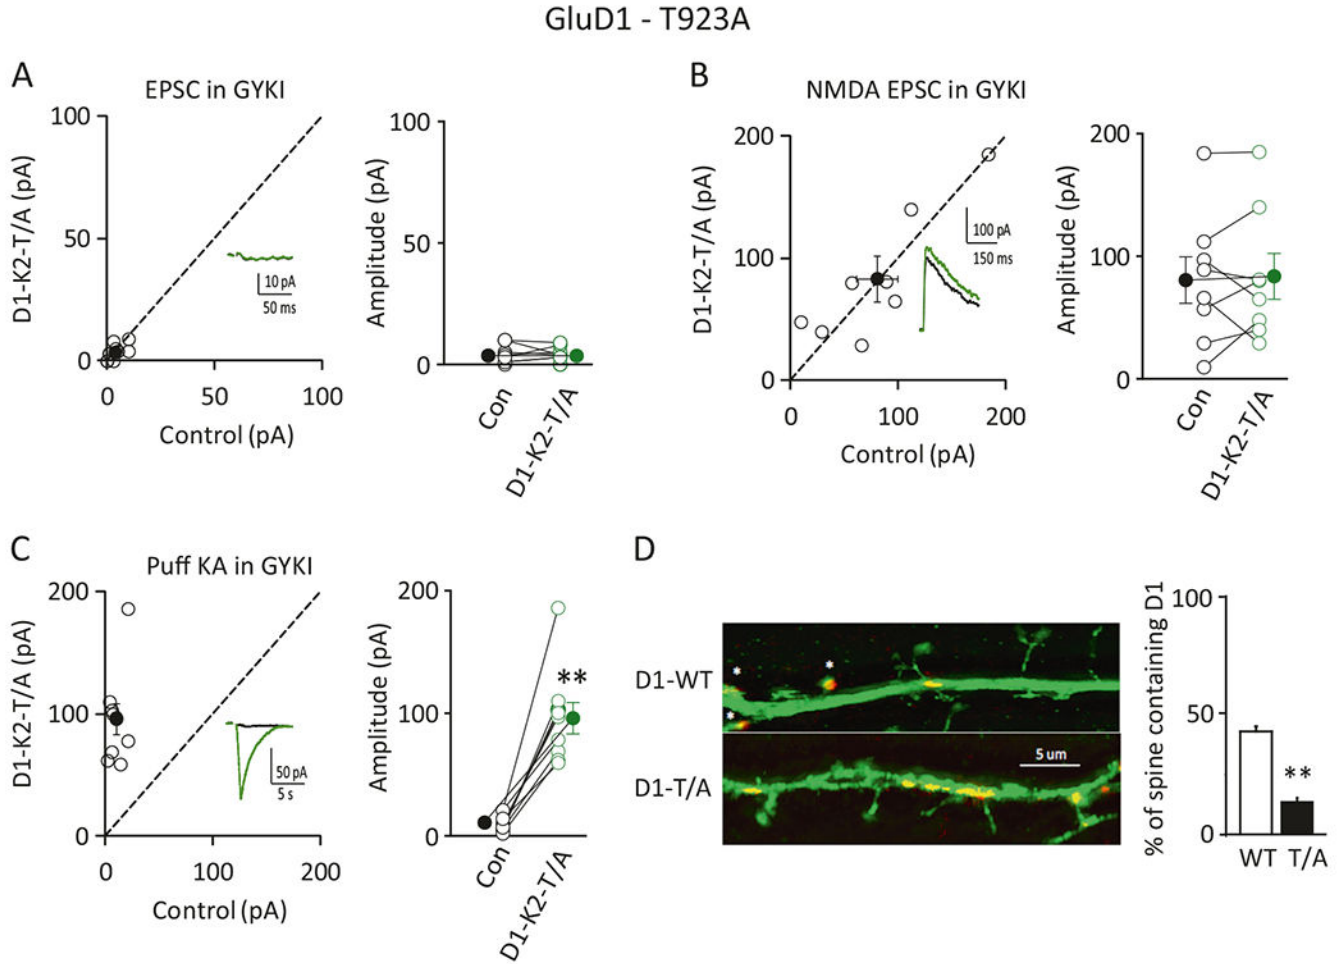 GluD1 - T923A
A
EPSC in GYKI
100
50
0
D1-K2-T/A (pA)
10 pA
50 ms
0
50
100
Control (pA)
100
50
0
Amplitude (pA)
Con
D1-K2-T/A
B
NMDA EPSC in GYKI
200
100
0
D1-K2-T/A (pA)
100 pA
150 ms
0
100
200
Control (pA)
200
100
0
Amplitude (pA)
Con
D1-K2-T/A
C
Puff KA in GYKI
200
100
0
D1-K2-T/A (pA)
50 pA
5 s
0
100
200
Control (pA)
200
100
0
Amplitude (pA)
**
Con
D1-K2-T/A
D
D1-WT
*
*
*
D1-T/A
5 um
% of spine containing D1
100
50
0
**
WT
T/A